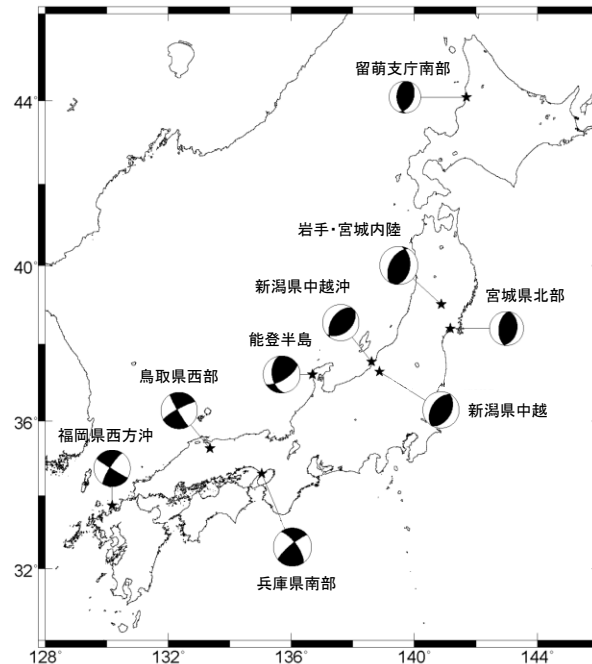 留萌支庁南部
44°
岩手・宮城内陸
40°
新潟県中越沖
宮城県北部
能登半島
鳥取県西部
新潟県中越
36°
福岡県西方沖
兵庫県南部
32°
128°
132°
136°
140°
144°